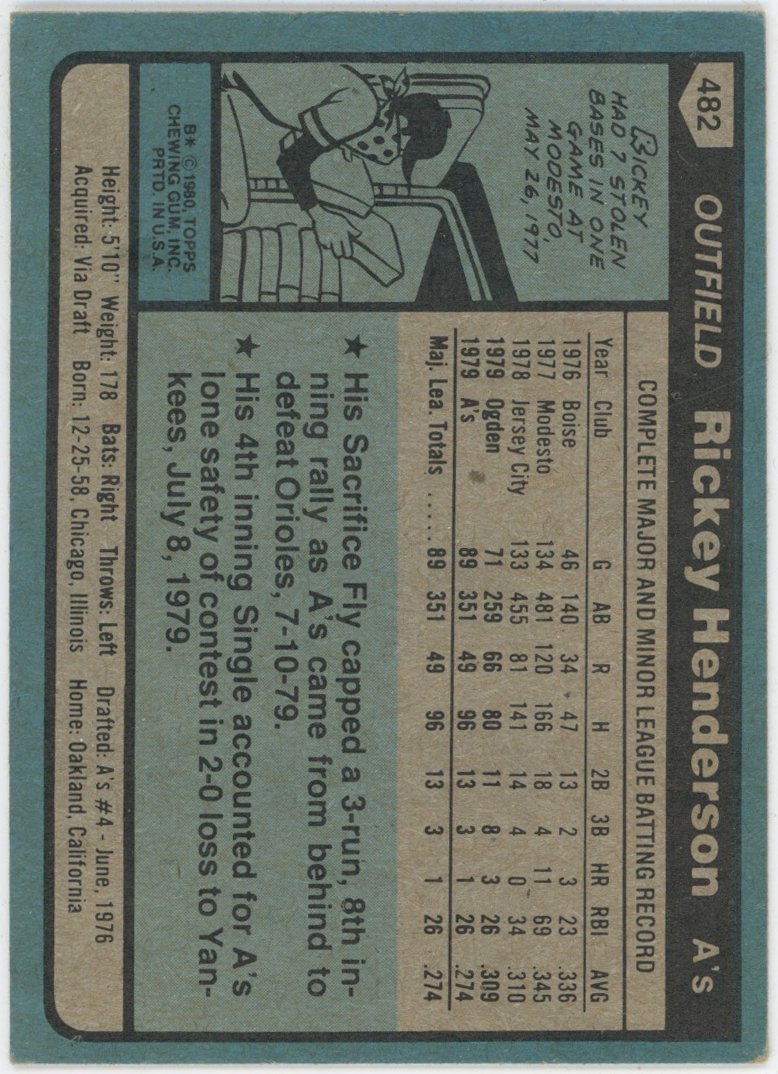 482 OUTFIELD Rickey Henderson A's
RICKEY
HAD 7 STOLEN
BASES IN ONE
GAME AT
MODESTO,
MAY 26, 1977
B* © 1980, TOPPS
CHEWING GUM, INC.
PRTD. IN U.S.A.
COMPLETE MAJOR AND MINOR LEAGUE BATTING RECORD
Year Club G AB R H 2B 3B HR RBI AVG
1976 Boise 46 140 34 47 13 2 3 23 .336
1977 Modesto 134 481 120 166 18 4 11 69 .345
1978 Jersey City 133 455 81 141 14 4 0 34 .310
1979 Ogden 71 259 66 80 11 8 3 26 .309
1979 A's 89 351 49 96 13 3 1 26 .274
Maj. Lea. Totals ..... 89 351 49 96 13 3 1 26 .274
★ His Sacrifice Fly capped a 3-run, 8th in-
ning rally as A's came from behind to
defeat Orioles, 7-10-79.
★ His 4th inning Single accounted for A's
lone safety of contest in 2-0 loss to Yan-
kees, July 8, 1979.
Height: 5'10" Weight: 178 Bats: Right Throws: Left Drafted: A's #4 - June, 1976
Acquired: Via Draft Born: 12-25-58, Chicago, Illinois Home: Oakland, California